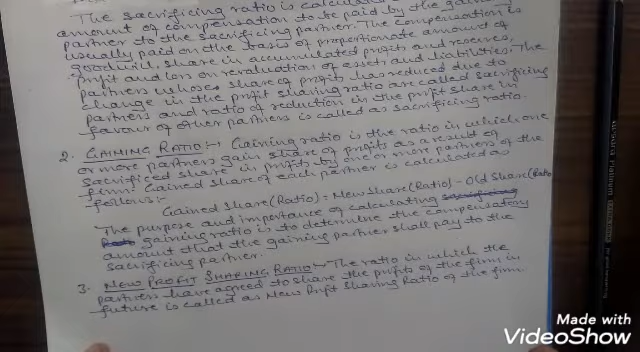 The sacrificing ratio is calcula
amount of compensation to be paid by the gain
partner to the sacrificing partner. The compensation is
usually paid on the basis of proportionate amount of
goodwill, share in accumulated profits and reserves,
profit and loss on revaluation of assets and liabilities. The
partners whose share of profit has reduced due to
change in the profit sharing ratio are called sacrificing
partners and ratio of reduction in the profit share in
favour of other partners is called as sacrificing ratio.
2. GAINING RATIO:- Gaining ratio is the ratio in which one
or more partners gain share of profits as a result of
sacrificed share in profits by one or more partners of the
firm. Gained share of each partner is calculated as
follows:-
Gained Share (Ratio) = New Share (Ratio) - Old Share (Ratio
The purpose and importance of calculating sacrificing
gaining ratio is to determine the compensatory
amount that the gaining partner shall pay to the
sacrificing partner.
3. NEW PROFIT SHARING RATIO:- The ratio in which the
partners have agreed to share the profits of the firm in
future is called as New Profit Sharing Ratio of the firm.
Made with
VideoShow